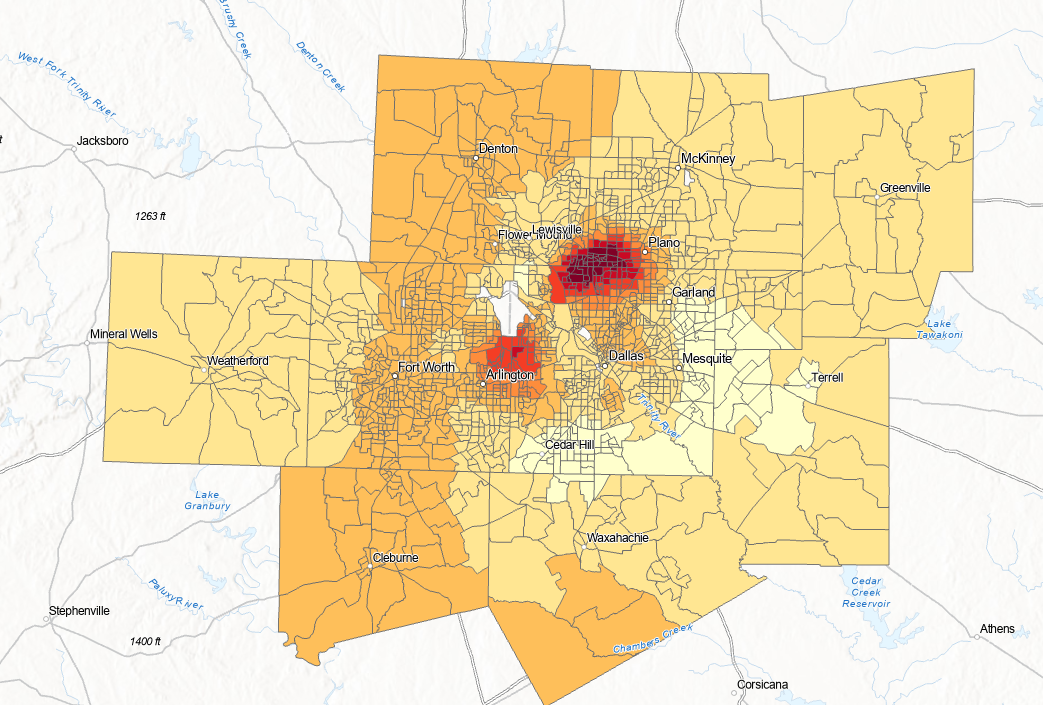 Brushy Creek
Denton Creek
West Fork Trinity River
Jacksboro
Denton
McKinney
Greenville
1263 ft
Lewisville
Flower Mound
Plano
Garland
Lake
Tawakoni
Mineral Wells
Weatherford
Fort Worth
Arlington
Dallas
Mesquite
Terrell
Trinity River
Cedar Hill
Lake
Granbury
Waxahachie
Cleburne
Paluxy River
Cedar
Creek
Reservoir
Stephenville
1400 ft
Chambers Creek
Athens
Corsicana